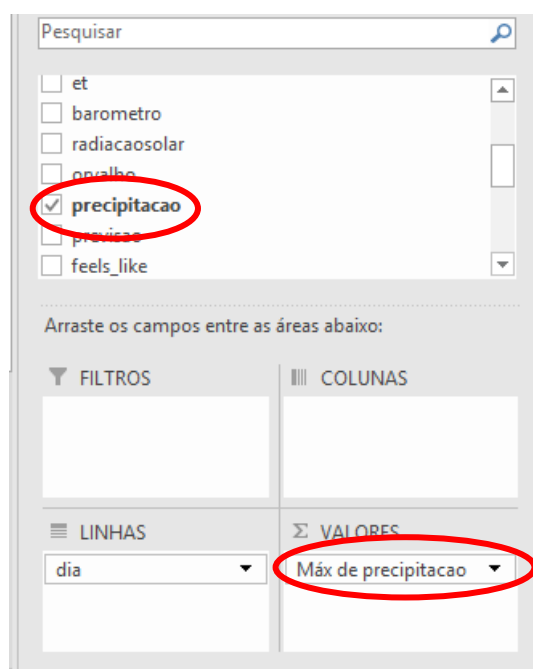 Pesquisar
et
barometro
radiacaosolar
orvalho
precipitacao
previsao
feels_like
Arraste os campos entre as áreas abaixo:
FILTROS
COLUNAS
LINHAS
Σ VALORES
dia
Máx de precipitacao